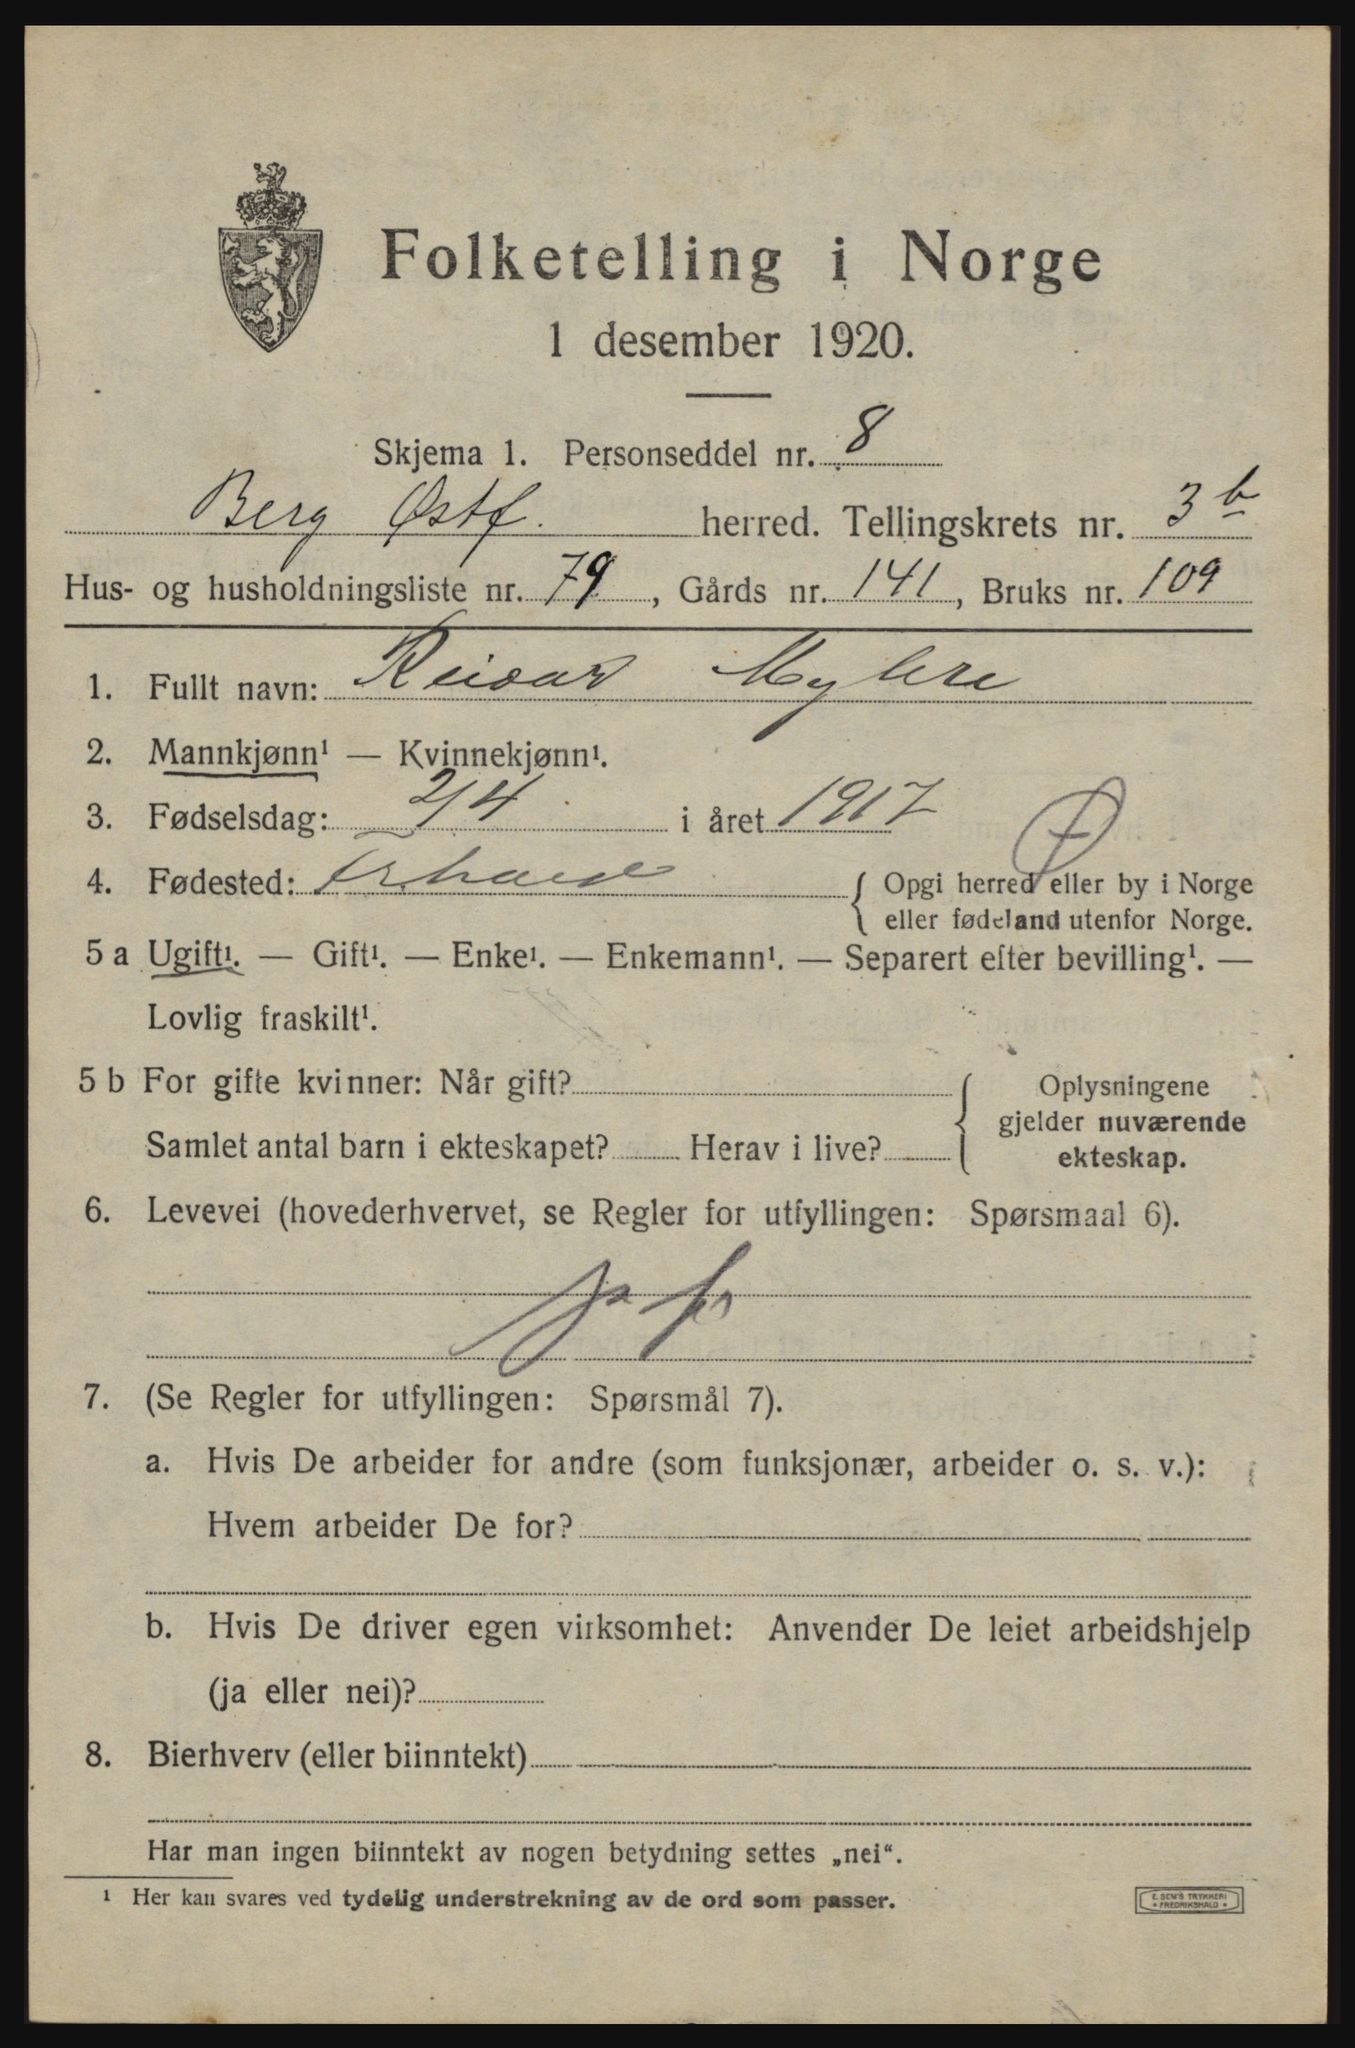 Folketelling i Norge
1 desember 1920.
Skjema 1. Personseddel nr. 8
Berg Østf. herred. Tellingskrets nr. 3 b
Hus- og husholdningsliste nr. 79, Gårds nr. 141, Bruks nr. 109
1. Fullt navn: Reidar Myhre
2. Mannkjønn¹ — Kvinnekjønn¹.
3. Fødselsdag: 2/4 i året 1917
Ø
4. Fødested: Fr.hald { Opgi herred eller by i Norge
eller fødeland utenfor Norge.
5 a Ugift¹. — Gift¹. — Enke¹. — Enkemann¹. — Separert efter bevilling¹. —
Lovlig fraskilt¹.
5 b For gifte kvinner: Når gift? { Oplysningene
gjelder nuværende
Samlet antal barn i ekteskapet? Herav i live? ekteskap.
6. Levevei (hovederhvervet, se Regler for utfyllingen: Spørsmaal 6).
7. (Se Regler for utfyllingen: Spørsmål 7).
a. Hvis De arbeider for andre (som funksjonær, arbeider o. s. v.):
Hvem arbeider De for?
b. Hvis De driver egen virksomhet: Anvender De leiet arbeidshjelp
(ja eller nei)?
8. Bierhverv (eller biinntekt)
Har man ingen biinntekt av nogen betydning settes „nei“.
¹ Her kan svares ved tydelig understrekning av de ord som passer.
E. SEM'S TRYKKERI
• FREDRIKSHALD •